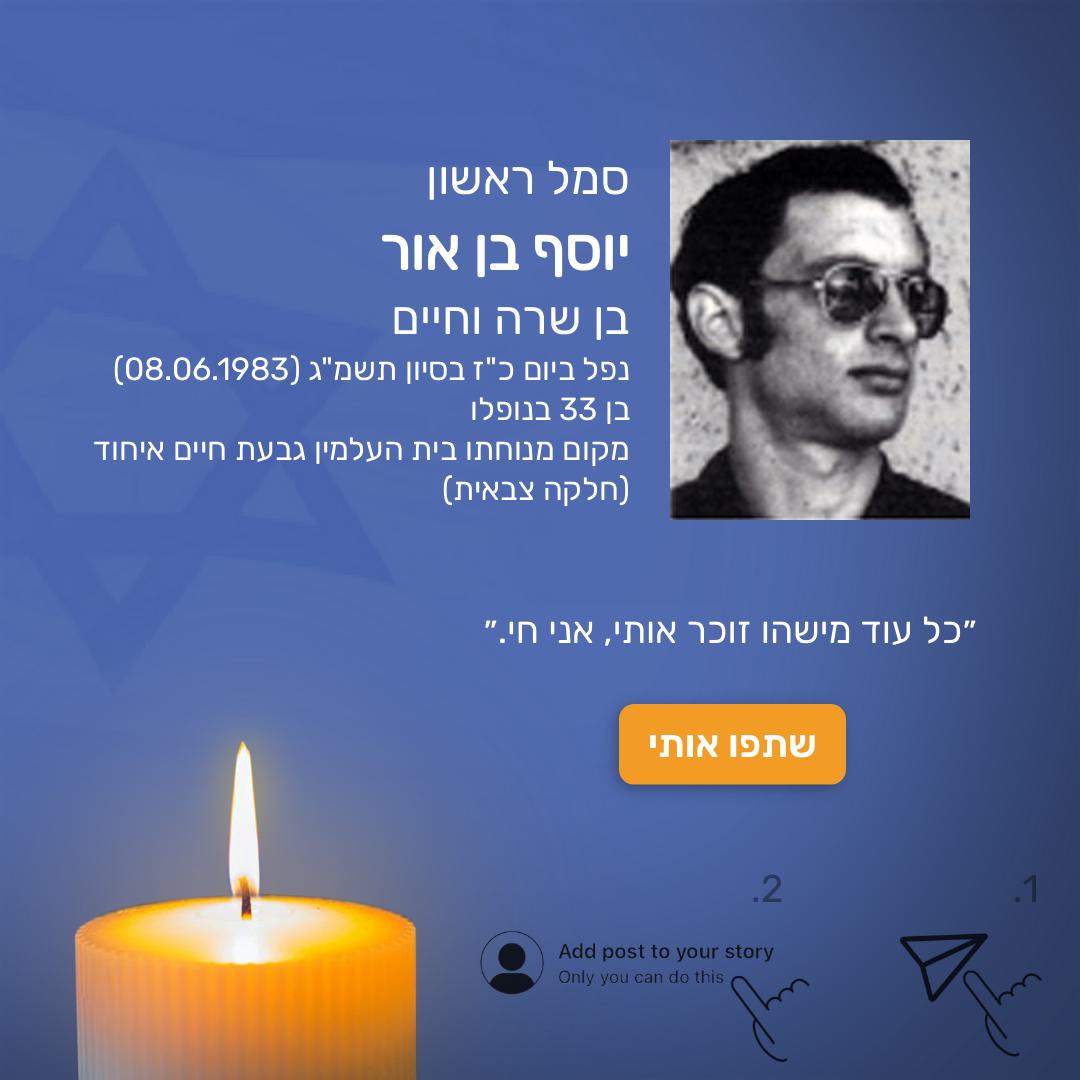 סמל ראשון
יוסף בן אור
בן שרה וחיים
נפל ביום כ"ז בסיון תשמ"ג (08.06.1983)
בן 33 בנופלו
מקום מנוחתו בית העלמין גבעת חיים איחוד
(חלקה צבאית)
״כל עוד מישהו זוכר אותי, אני חי.״
שתפו אותי
.1
.2
Add post to your story
Only you can do this